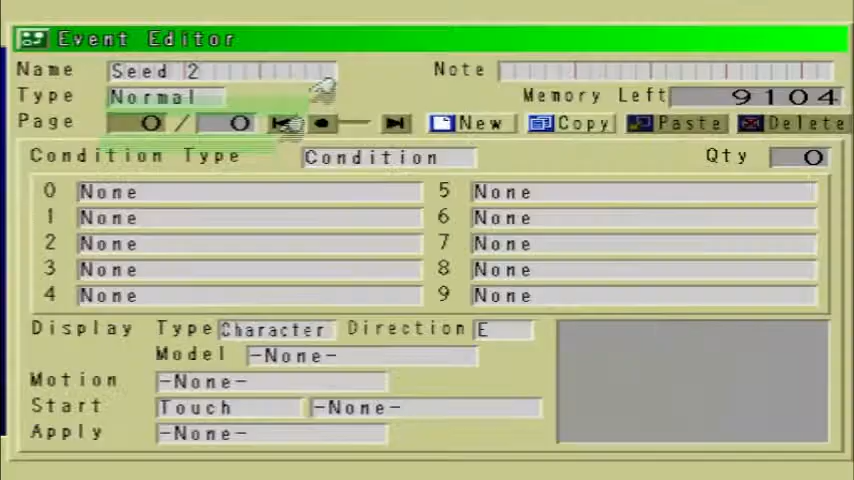 Event Editor
Name Seed 2 Note
Type Normal Memory Left 9104
Page 0 / 0 New Copy Paste Delete
Condition Type Condition Qty 0
0 None 5 None
1 None 6 None
2 None 7 None
3 None 8 None
4 None 9 None
Display Type Character Direction E
Model -None-
Motion -None-
Start Touch -None-
Apply -None-